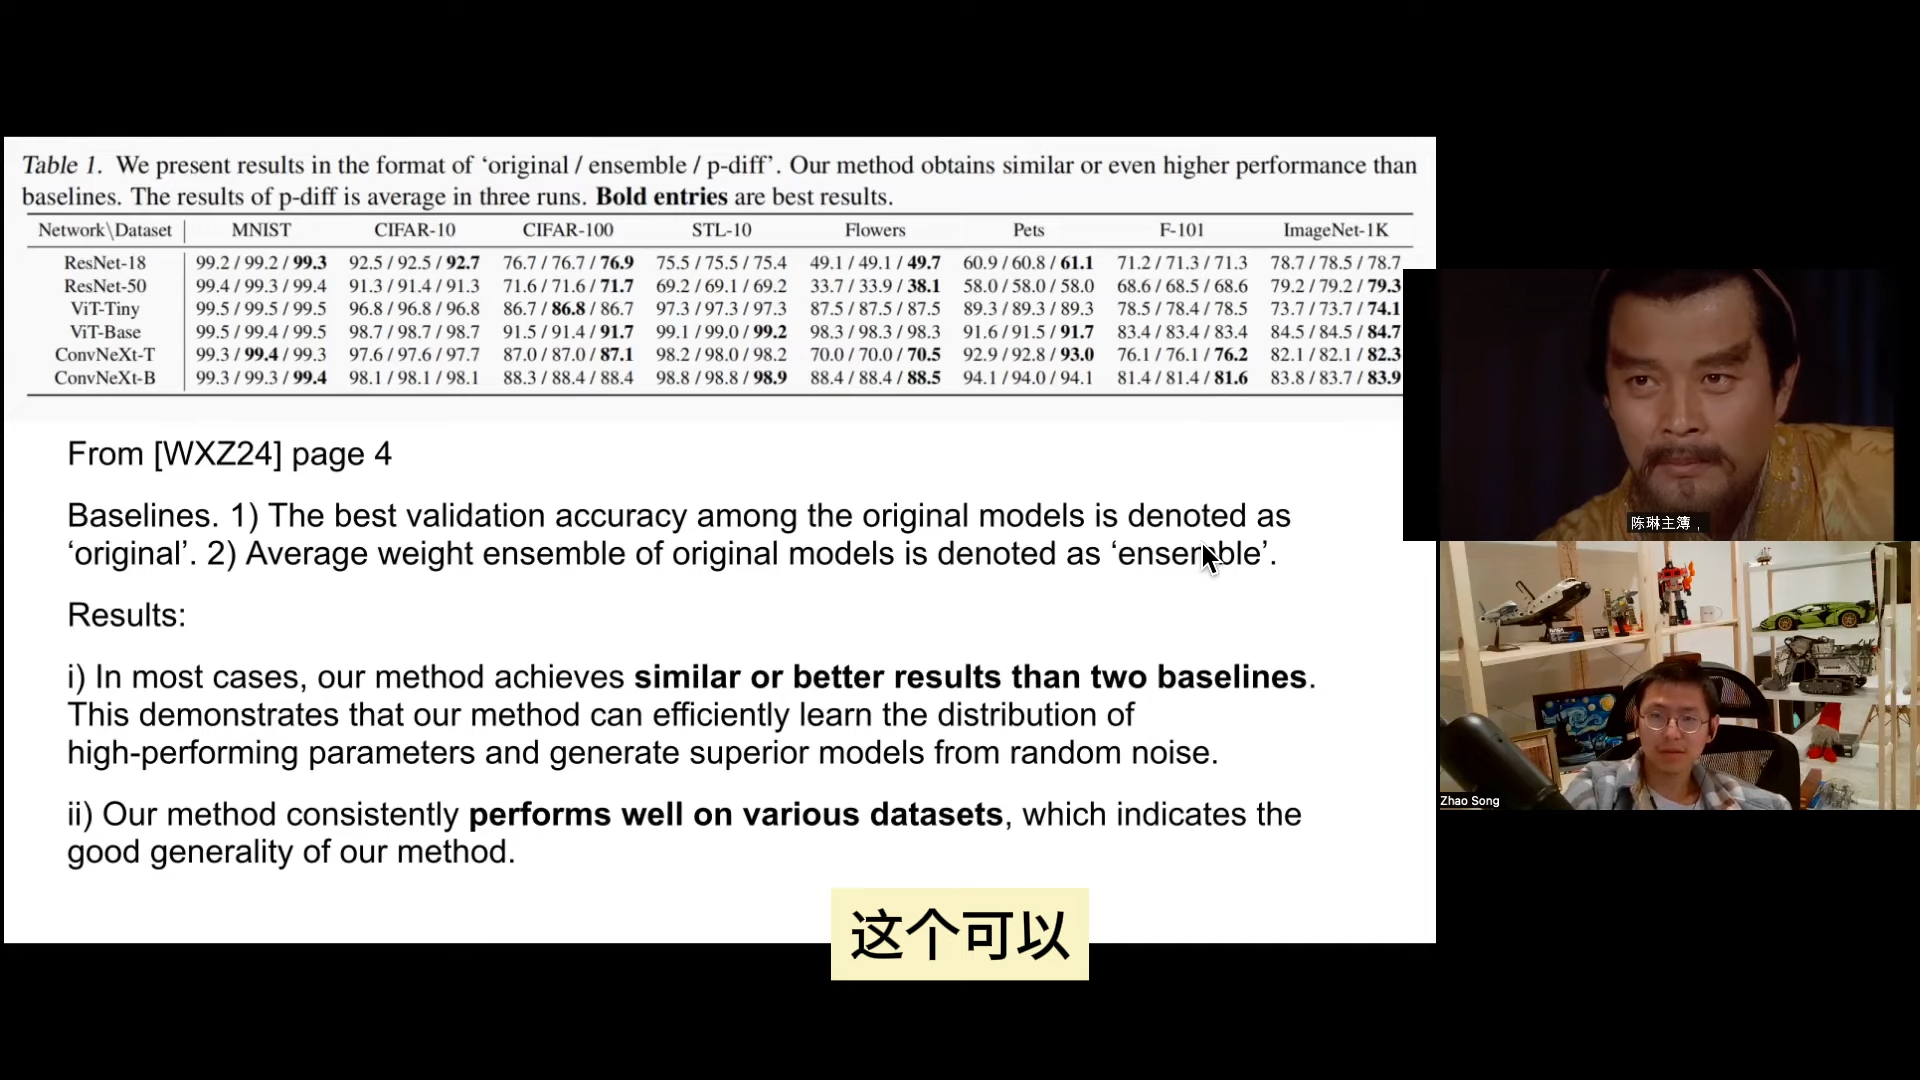 Table 1. We present results in the format of ‘original / ensemble / p-diff’. Our method obtains similar or even higher performance than
baselines. The results of p-diff is average in three runs. Bold entries are best results.
Network\Dataset MNIST CIFAR-10 CIFAR-100 STL-10 Flowers Pets F-101 ImageNet-1K
ResNet-18 99.2 / 99.2 / 99.3 92.5 / 92.5 / 92.7 76.7 / 76.7 / 76.9 75.5 / 75.5 / 75.4 49.1 / 49.1 / 49.7 60.9 / 60.8 / 61.1 71.2 / 71.3 / 71.3 78.7 / 78.5 / 78.7
ResNet-50 99.4 / 99.3 / 99.4 91.3 / 91.4 / 91.3 71.6 / 71.6 / 71.7 69.2 / 69.1 / 69.2 33.7 / 33.9 / 38.1 58.0 / 58.0 / 58.0 68.6 / 68.5 / 68.6 79.2 / 79.2 / 79.3
ViT-Tiny 99.5 / 99.5 / 99.5 96.8 / 96.8 / 96.8 86.7 / 86.8 / 86.7 97.3 / 97.3 / 97.3 87.5 / 87.5 / 87.5 89.3 / 89.3 / 89.3 78.5 / 78.4 / 78.5 73.7 / 73.7 / 74.1
ViT-Base 99.5 / 99.4 / 99.5 98.7 / 98.7 / 98.7 91.5 / 91.4 / 91.7 99.1 / 99.0 / 99.2 98.3 / 98.3 / 98.3 91.6 / 91.5 / 91.7 83.4 / 83.4 / 83.4 84.5 / 84.5 / 84.7
ConvNeXt-T 99.3 / 99.4 / 99.3 97.6 / 97.6 / 97.7 87.0 / 87.0 / 87.1 98.2 / 98.0 / 98.2 70.0 / 70.0 / 70.5 92.9 / 92.8 / 93.0 76.1 / 76.1 / 76.2 82.1 / 82.1 / 82.3
ConvNeXt-B 99.3 / 99.3 / 99.4 98.1 / 98.1 / 98.1 88.3 / 88.4 / 88.4 98.8 / 98.8 / 98.9 88.4 / 88.4 / 88.5 94.1 / 94.0 / 94.1 81.4 / 81.4 / 81.6 83.8 / 83.7 / 83.9
From [WXZ24] page 4
Baselines. 1) The best validation accuracy among the original models is denoted as
‘original’. 2) Average weight ensemble of original models is denoted as ‘ensemble’.
Results:
i) In most cases, our method achieves similar or better results than two baselines.
This demonstrates that our method can efficiently learn the distribution of
high-performing parameters and generate superior models from random noise.
ii) Our method consistently performs well on various datasets, which indicates the
good generality of our method.
陈琳主簿，
Zhao Song
这个可以